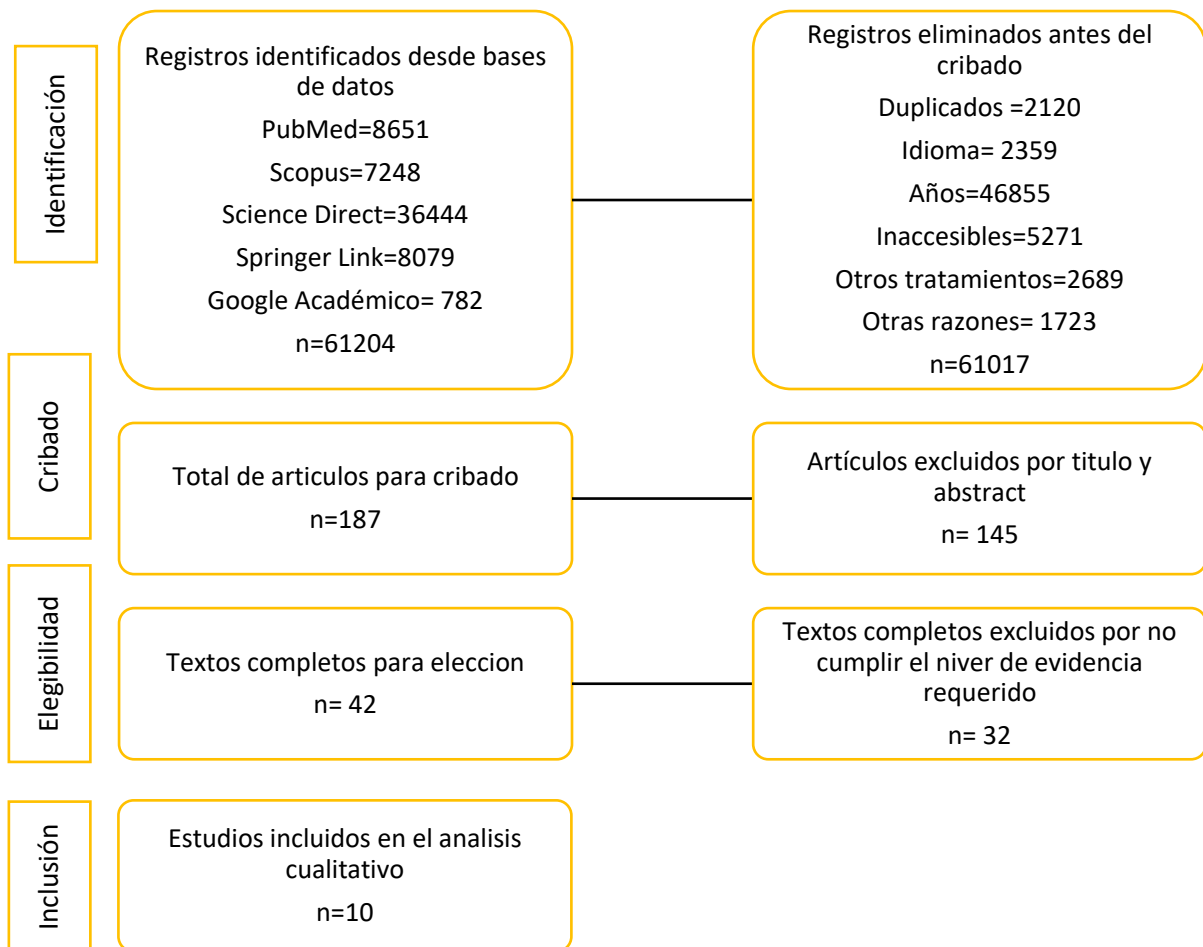 Identificación
Registros identificados desde bases
de datos
PubMed=8651
Scopus=7248
Science Direct=36444
Springer Link=8079
Google Académico= 782
n=61204
Registros eliminados antes del
cribado
Duplicados =2120
Idioma= 2359
Años=46855
Inaccesibles=5271
Otros tratamientos=2689
Otras razones= 1723
n=61017
Cribado
Total de articulos para cribado
n=187
Artículos excluidos por titulo y
abstract
n= 145
Elegibilidad
Textos completos para eleccion
n= 42
Textos completos excluidos por no
cumplir el niver de evidencia
requerido
n= 32
Inclusión
Estudios incluidos en el analisis
cualitativo
n=10